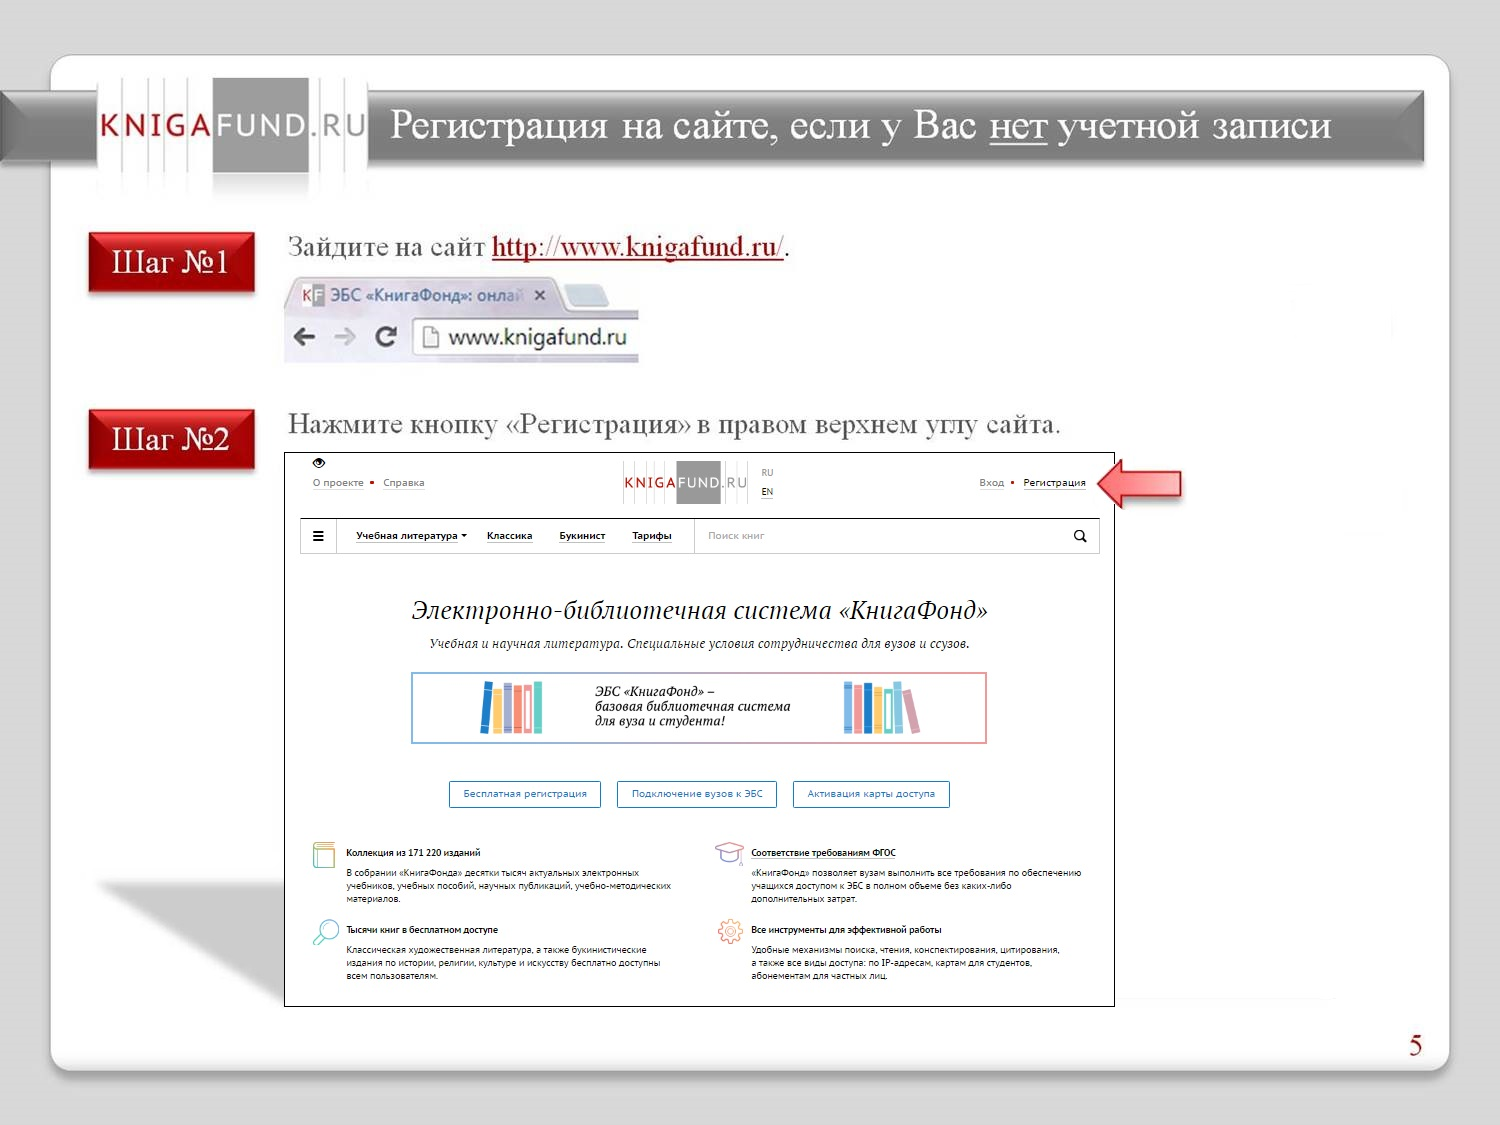 KNIGAFUND.RU
Регистрация на сайте, если у Вас нет учетной записи
Шаг №1
Зайдите на сайт http://www.knigafund.ru/.
KF ЭБС «КнигаФонд»: онлай
www.knigafund.ru
Шаг №2
Нажмите кнопку «Регистрация» в правом верхнем углу сайта.
О проекте • Справка
KNIGAFUND.RU
RU
EN
Вход • Регистрация
Учебная литература
Классика
Букинист
Тарифы
Поиск книг
Электронно-библиотечная система «КнигаФонд»
Учебная и научная литература. Специальные условия сотрудничества для вузов и ссузов.
ЭБС «КнигаФонд» –
базовая библиотечная система
для вуза и студента!
Бесплатная регистрация
Подключение вузов к ЭБС
Активация карты доступа
Коллекция из 171 220 изданий
В собрании «КнигаФонда» десятки тысяч актуальных электронных
учебников, учебных пособий, научных публикаций, учебно-методических
материалов.
Соответствие требованиям ФГОС
«КнигаФонд» позволяет вузам выполнить все требования по обеспечению
учащихся доступом к ЭБС в полном объеме без каких-либо
дополнительных затрат.
Тысячи книг в бесплатном доступе
Классическая художественная литература, а также букинистические
издания по истории, религии, культуре и искусству бесплатно доступны
всем пользователям.
Все инструменты для эффективной работы
Удобные механизмы поиска, чтения, конспектирования, цитирования,
а также все виды доступа: по IP-адресам, картам для студентов,
абонементам для частных лиц.
5